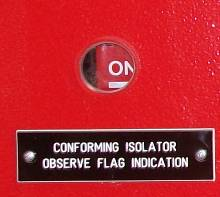 ON
CONFORMING ISOLATOR
OBSERVE FLAG INDICATION